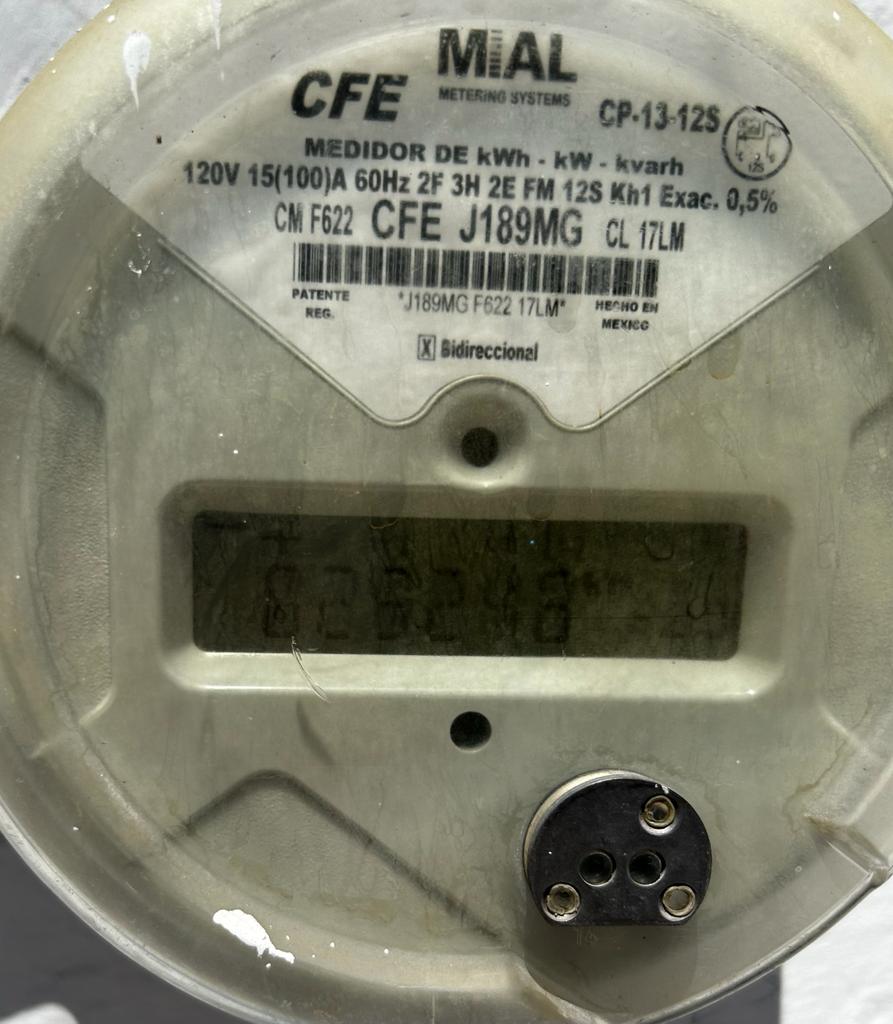 MIAL
METERING SYSTEMS
CFE
CP-13-12S
MEDIDOR DE kWh - kW - kvarh
120V 15(100)A 60Hz 2F 3H 2E FM 12S Kh1 Exac. 0,5%
CM F622 CFE J189MG CL 17LM
PATENTE REG.
*J189MG F622 17LM*
HECHO EN MEXICO
X Bidireccional